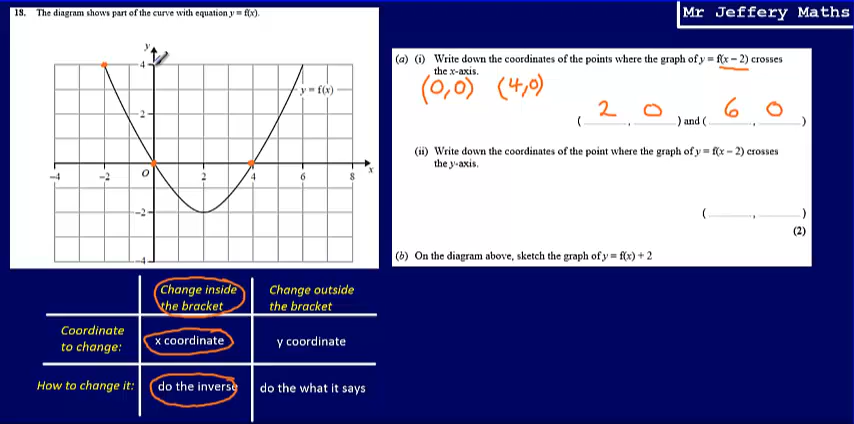 Mr Jeffery Maths
18. The diagram shows part of the curve with equation y = f(x).
y
4
2
-4 -2 O 2 4 6 8 x
-2
-4
y = f(x)
(a) (i) Write down the coordinates of the points where the graph of y = f(x – 2) crosses
the x-axis.
(0,0) (4,0)
( 2 , 0 ) and ( 6 , 0 )
(ii) Write down the coordinates of the point where the graph of y = f(x – 2) crosses
the y-axis.
( , )
(2)
(b) On the diagram above, sketch the graph of y = f(x) + 2
Change inside
the bracket
Change outside
the bracket
Coordinate
to change:
x coordinate
y coordinate
How to change it:
do the inverse
do the what it says